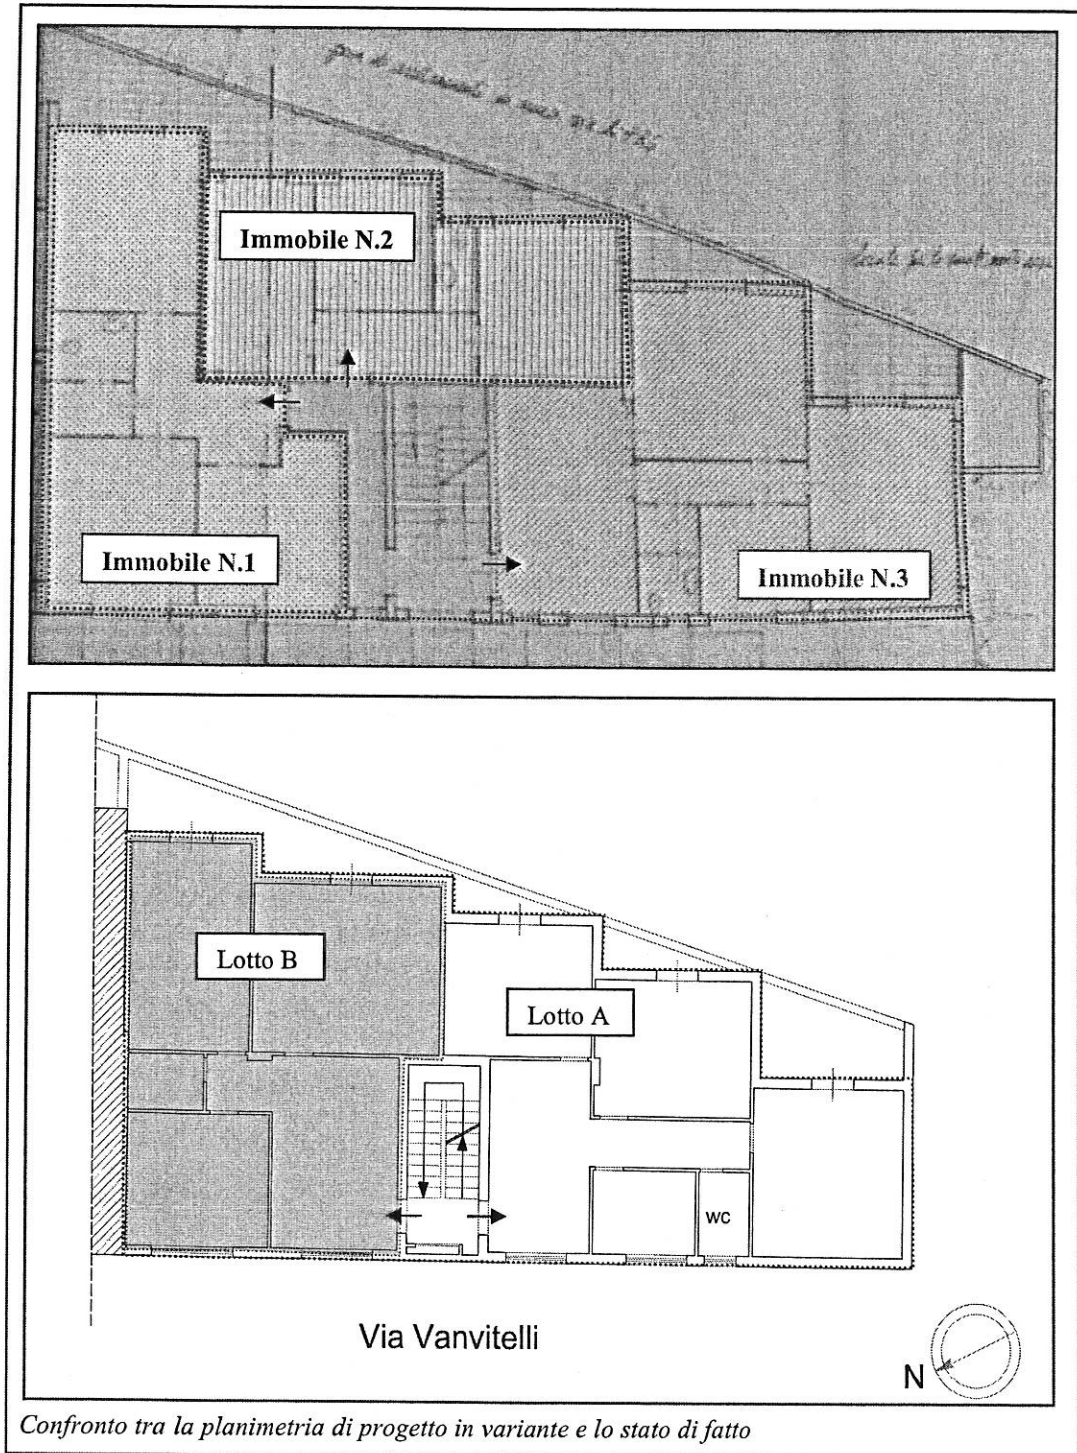 Immobile N.2
Immobile N.1
Immobile N.3
Lotto B
Lotto A
wc
Via Vanvitelli
N
Confronto tra la planimetria di progetto in variante e lo stato di fatto